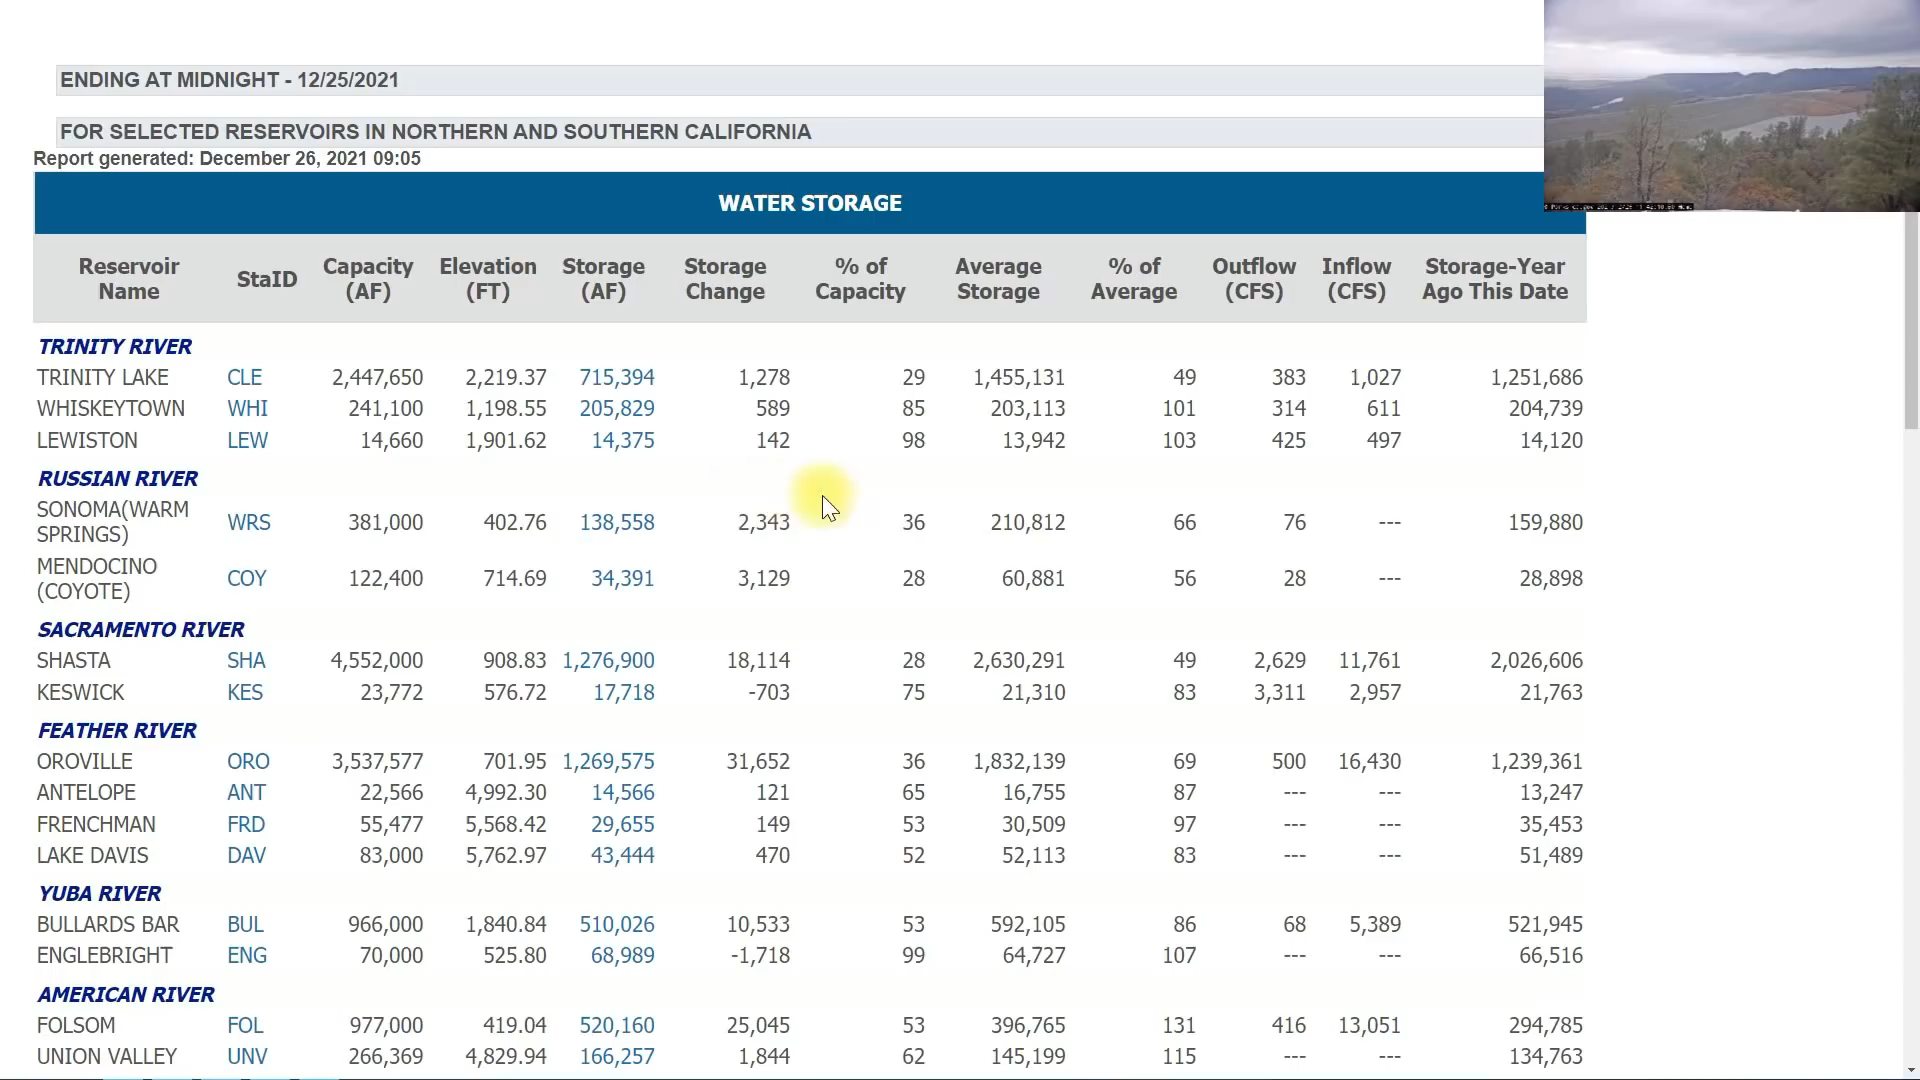 ENDING AT MIDNIGHT - 12/25/2021
FOR SELECTED RESERVOIRS IN NORTHERN AND SOUTHERN CALIFORNIA
Report generated: December 26, 2021 09:05
WATER STORAGE
Reservoir Name StaID Capacity (AF) Elevation (FT) Storage (AF) Storage Change % of Capacity Average Storage % of Average Outflow (CFS) Inflow (CFS) Storage-Year Ago This Date
TRINITY RIVER
TRINITY LAKE CLE 2,447,650 2,219.37 715,394 1,278 29 1,455,131 49 383 1,027 1,251,686
WHISKEYTOWN WHI 241,100 1,198.55 205,829 589 85 203,113 101 314 611 204,739
LEWISTON LEW 14,660 1,901.62 14,375 142 98 13,942 103 425 497 14,120
RUSSIAN RIVER
SONOMA(WARM SPRINGS) WRS 381,000 402.76 138,558 2,343 36 210,812 66 76 --- 159,880
MENDOCINO (COYOTE) COY 122,400 714.69 34,391 3,129 28 60,881 56 28 --- 28,898
SACRAMENTO RIVER
SHASTA SHA 4,552,000 908.83 1,276,900 18,114 28 2,630,291 49 2,629 11,761 2,026,606
KESWICK KES 23,772 576.72 17,718 -703 75 21,310 83 3,311 2,957 21,763
FEATHER RIVER
OROVILLE ORO 3,537,577 701.95 1,269,575 31,652 36 1,832,139 69 500 16,430 1,239,361
ANTELOPE ANT 22,566 4,992.30 14,566 121 65 16,755 87 --- --- 13,247
FRENCHMAN FRD 55,477 5,568.42 29,655 149 53 30,509 97 --- --- 35,453
LAKE DAVIS DAV 83,000 5,762.97 43,444 470 52 52,113 83 --- --- 51,489
YUBA RIVER
BULLARDS BAR BUL 966,000 1,840.84 510,026 10,533 53 592,105 86 68 5,389 521,945
ENGLEBRIGHT ENG 70,000 525.80 68,989 -1,718 99 64,727 107 --- --- 66,516
AMERICAN RIVER
FOLSOM FOL 977,000 419.04 520,160 25,045 53 396,765 131 416 13,051 294,785
UNION VALLEY UNV 266,369 4,829.94 166,257 1,844 62 145,199 115 --- --- 134,763